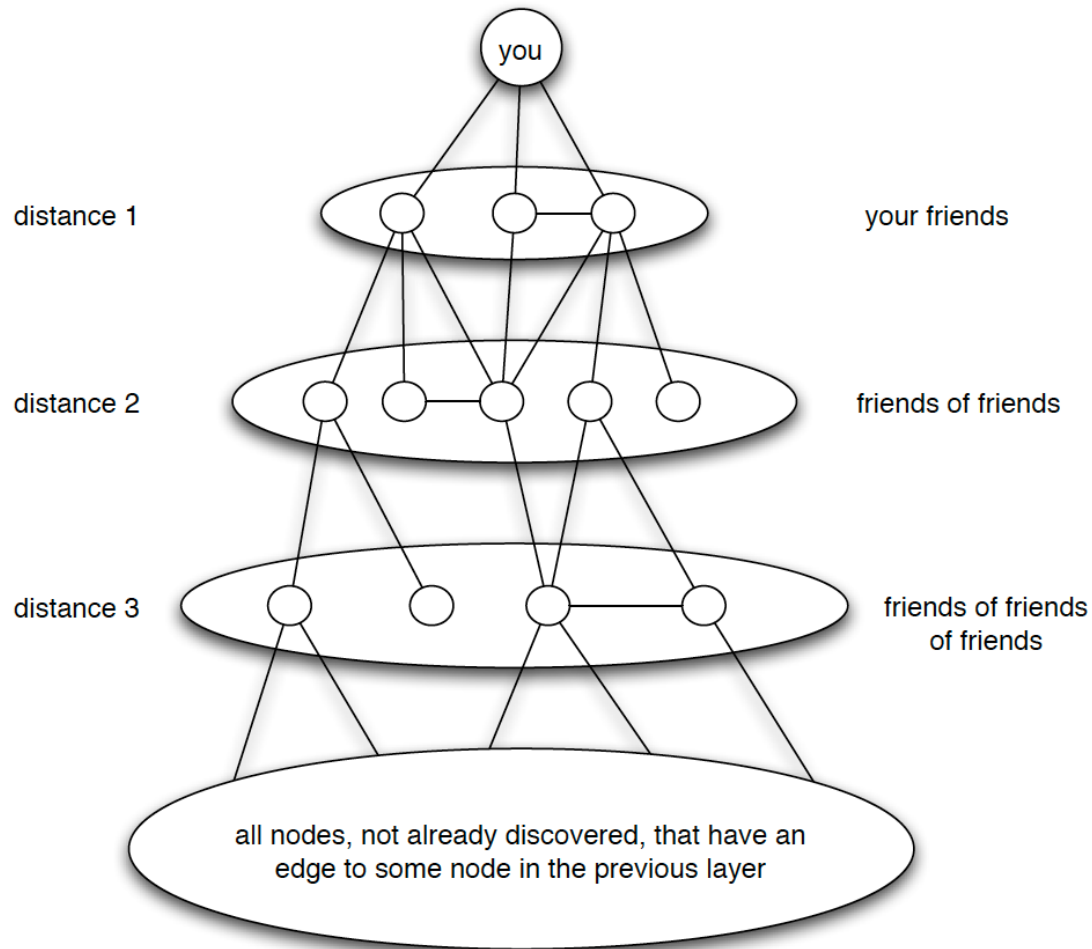 you
distance 1
your friends
distance 2
friends of friends
distance 3
friends of friends
of friends
all nodes, not already discovered, that have an
edge to some node in the previous layer